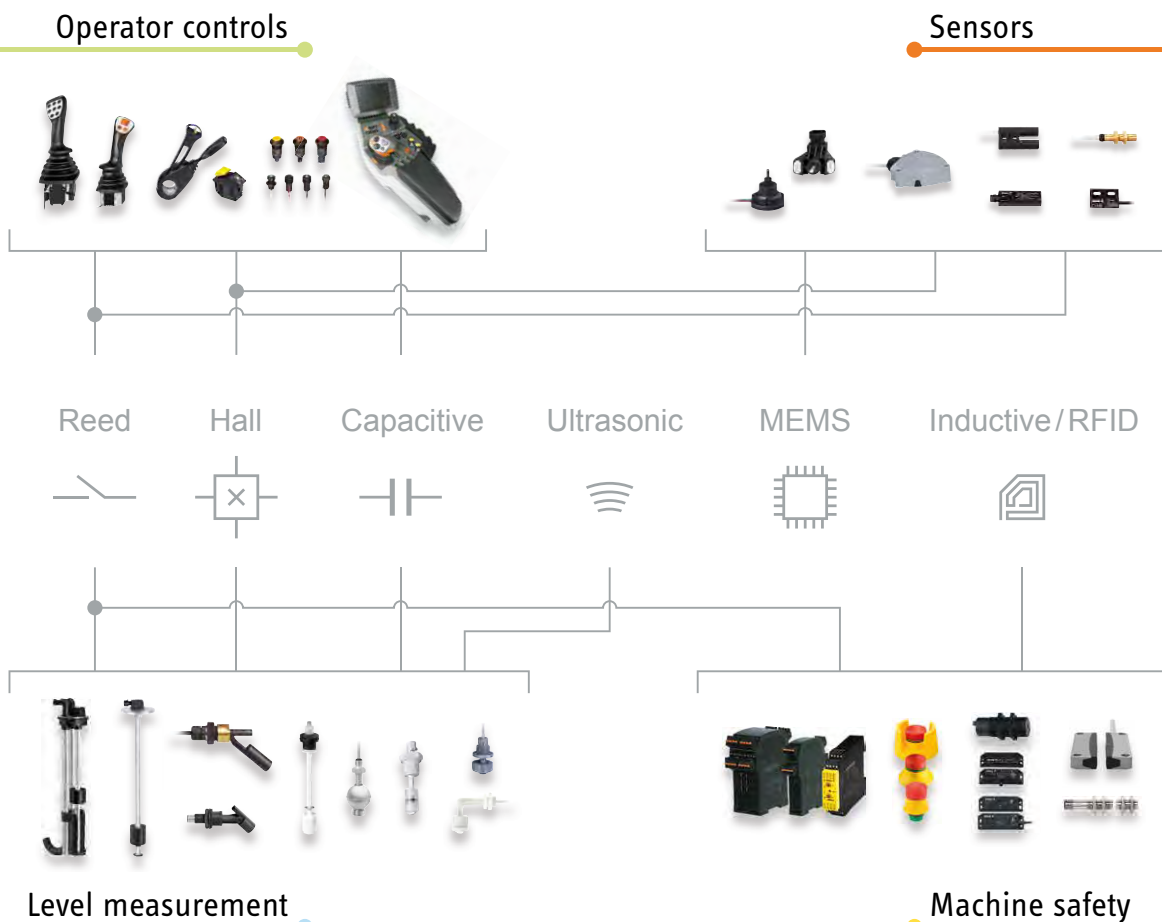 Operator controls
Sensors
Reed
Hall
Capacitive
Ultrasonic
MEMS
Inductive/RFID
Level measurement
Machine safety